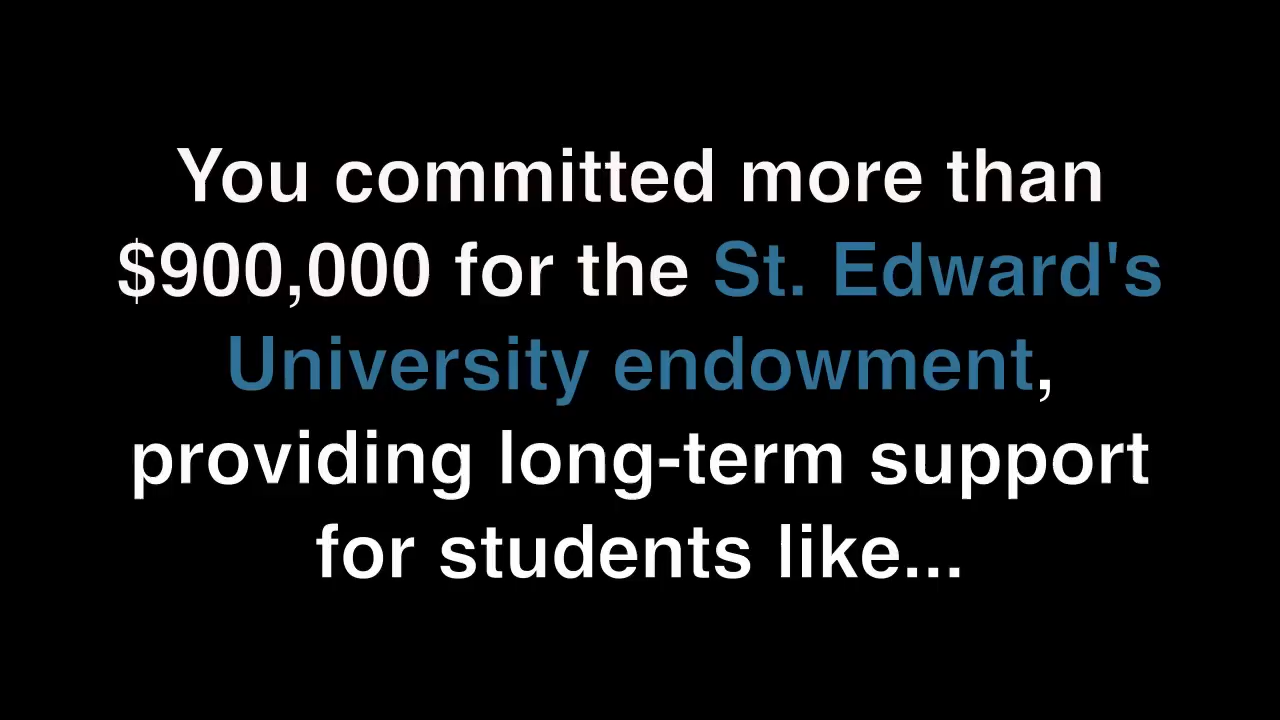 You committed more than
$900,000 for the St. Edward's
University endowment,
providing long-term support
for students like...